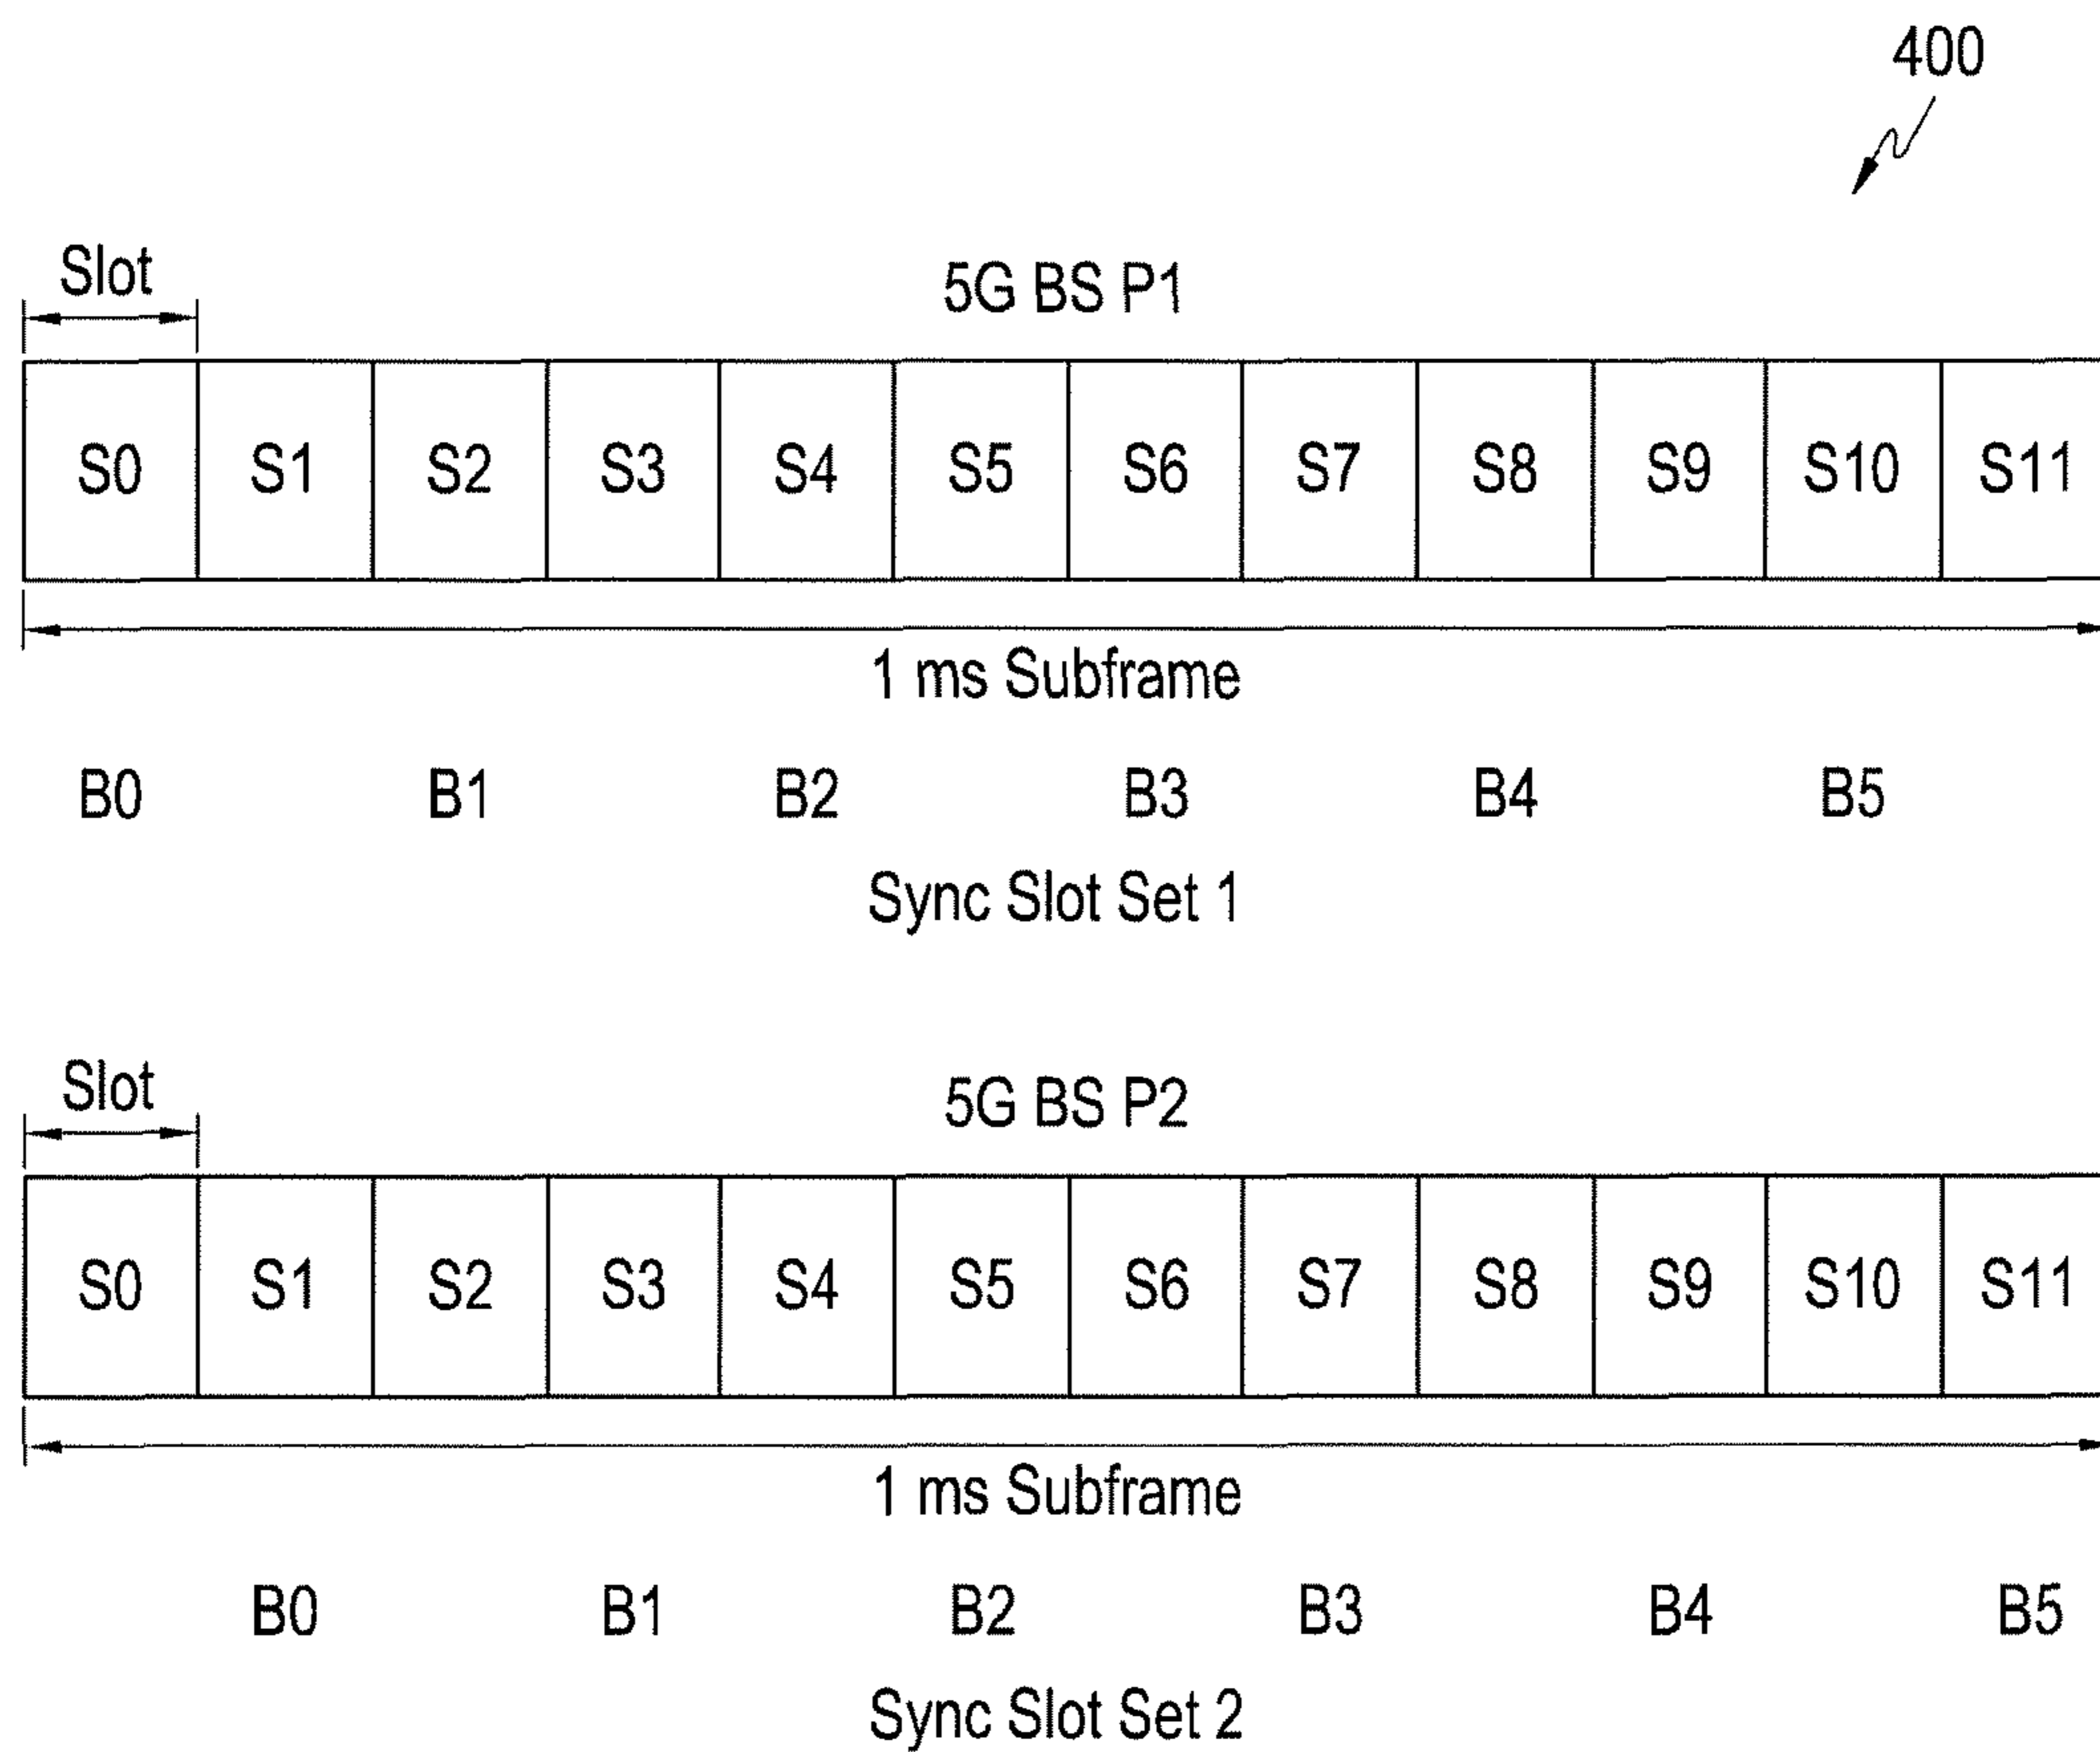 400
Slot
5G BS P1
S0 S1 S2 S3 S4 S5 S6 S7 S8 S9 S10 S11
1 ms Subframe
B0 B1 B2 B3 B4 B5
Sync Slot Set 1
Slot
5G BS P2
S0 S1 S2 S3 S4 S5 S6 S7 S8 S9 S10 S11
1 ms Subframe
B0 B1 B2 B3 B4 B5
Sync Slot Set 2